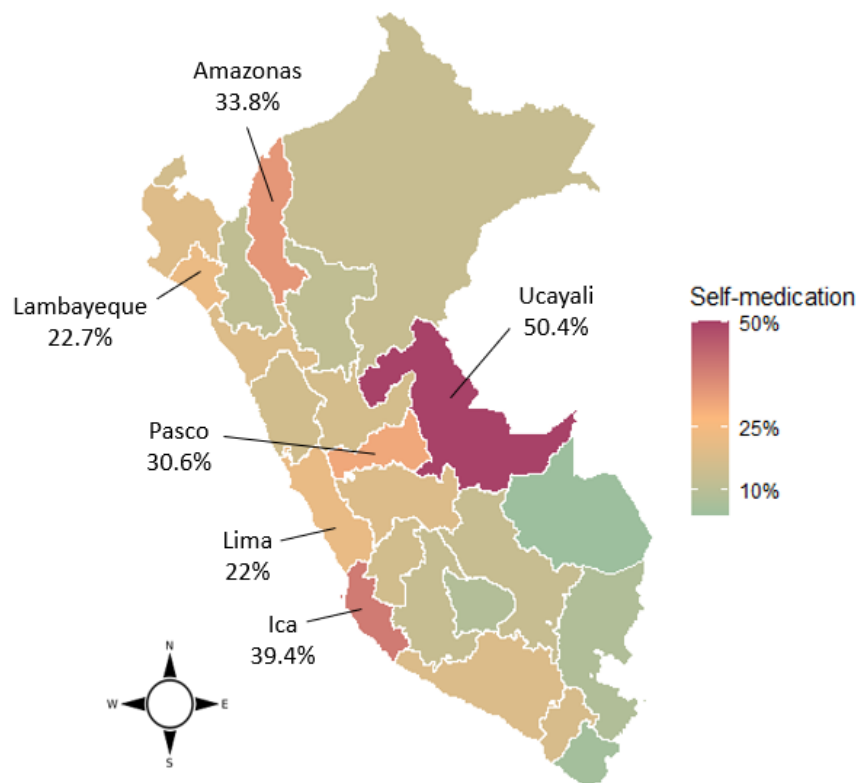 Amazonas
33.8%
Lambayeque
22.7%
Ucayali
50.4%
Self-medication
50%
25%
10%
Pasco
30.6%
Lima
22%
Ica
39.4%
N
W
E
S